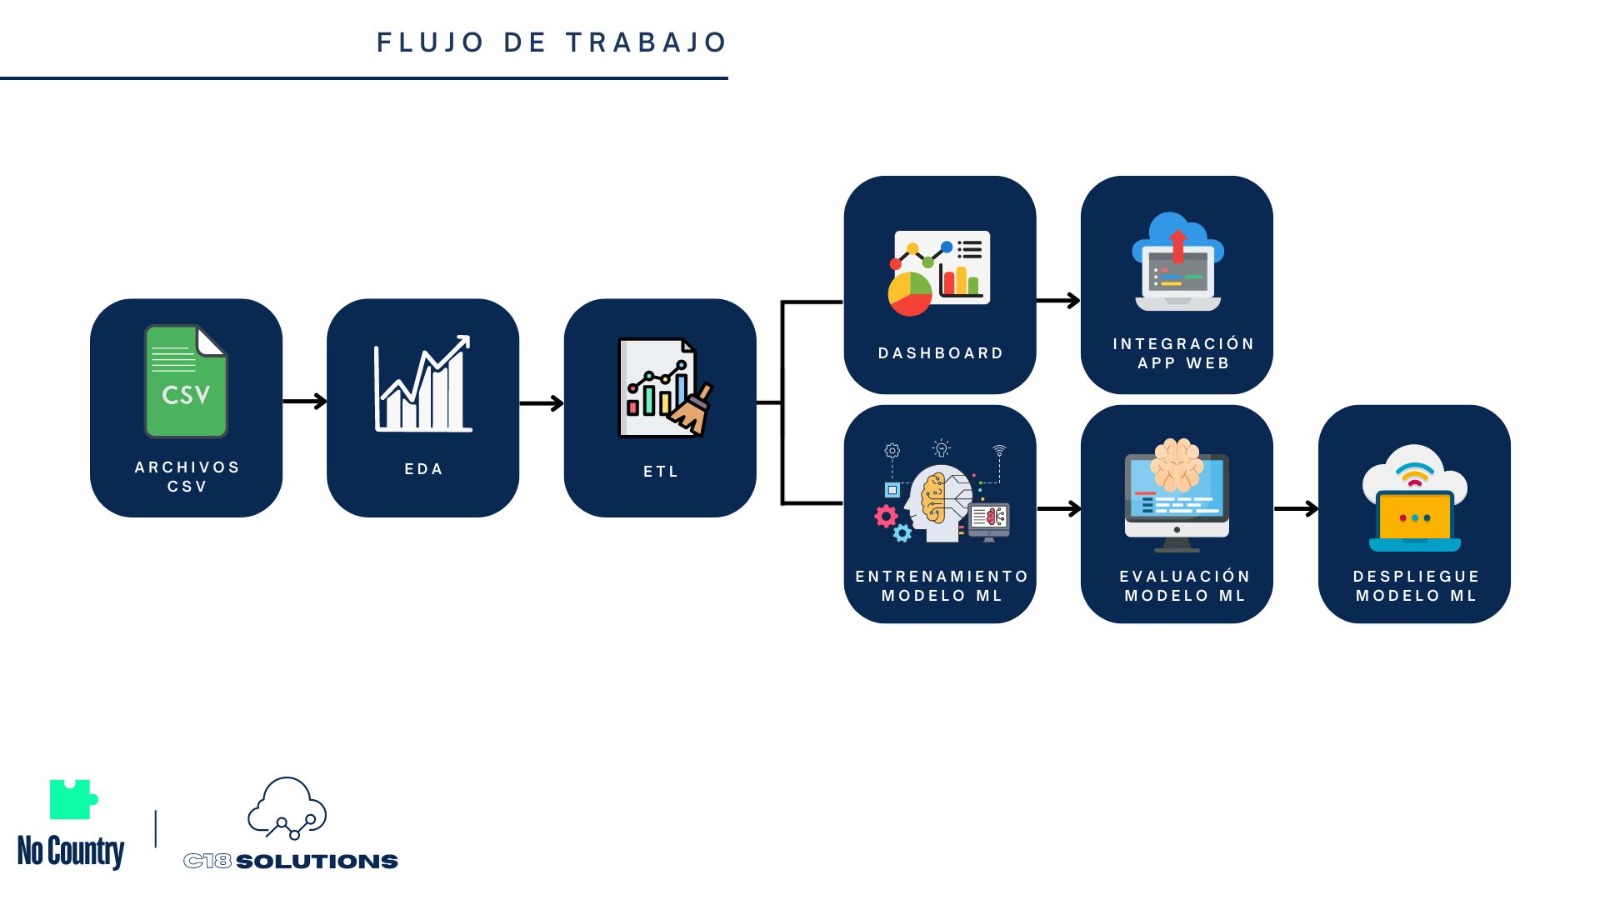 FLUJO DE TRABAJO
CSV
ARCHIVOS
CSV
EDA
ETL
DASHBOARD
INTEGRACIÓN
APP WEB
ENTRENAMIENTO
MODELO ML
EVALUACIÓN
MODELO ML
DESPLIEGUE
MODELO ML
No Country
C18 SOLUTIONS